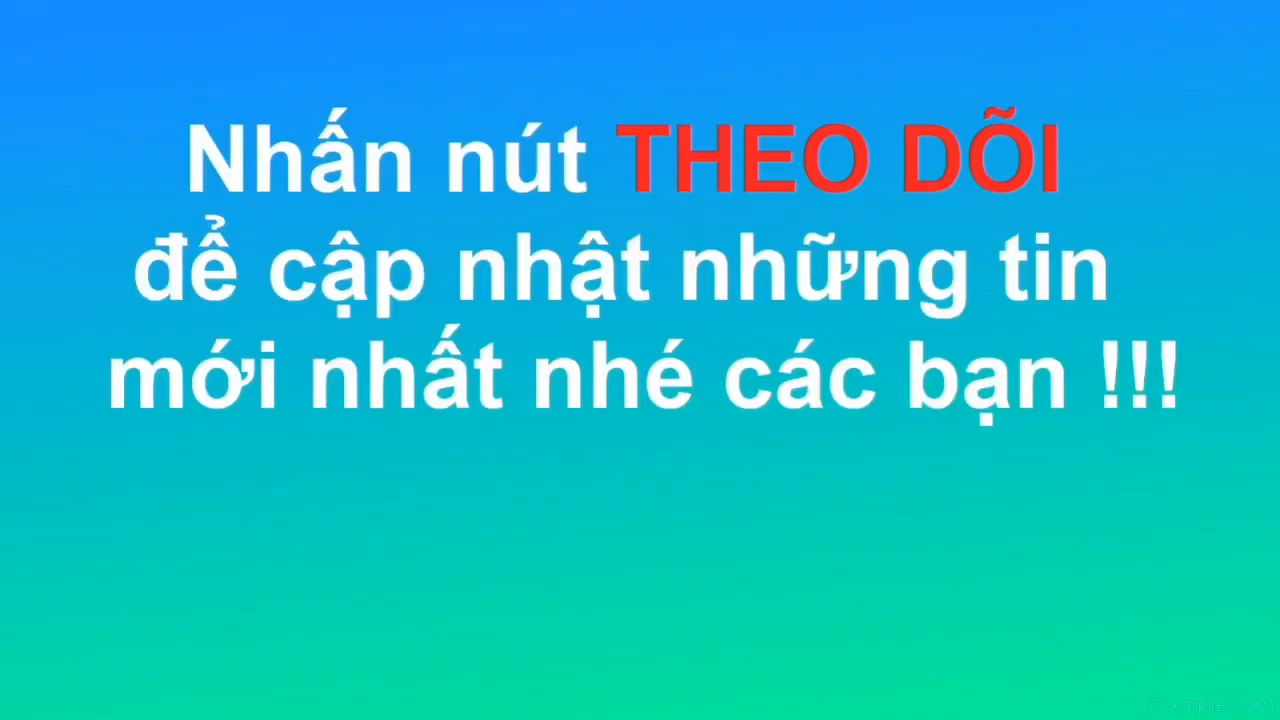 Nhấn nút THEO DÕI
để cập nhật những tin
mới nhất nhé các bạn !!!